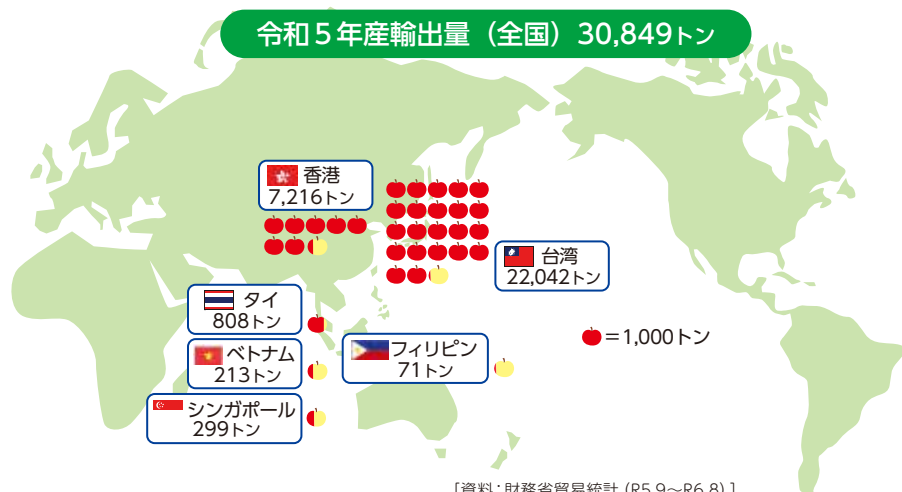 令和５年産輸出量（全国）30,849トン
香港
7,216トン
台湾
22,042トン
タイ
808トン
ベトナム
213トン
フィリピン
71トン
シンガポール
299トン
＝1,000トン
［資料：財務省貿易統計 (R5.9～R6.8) ］